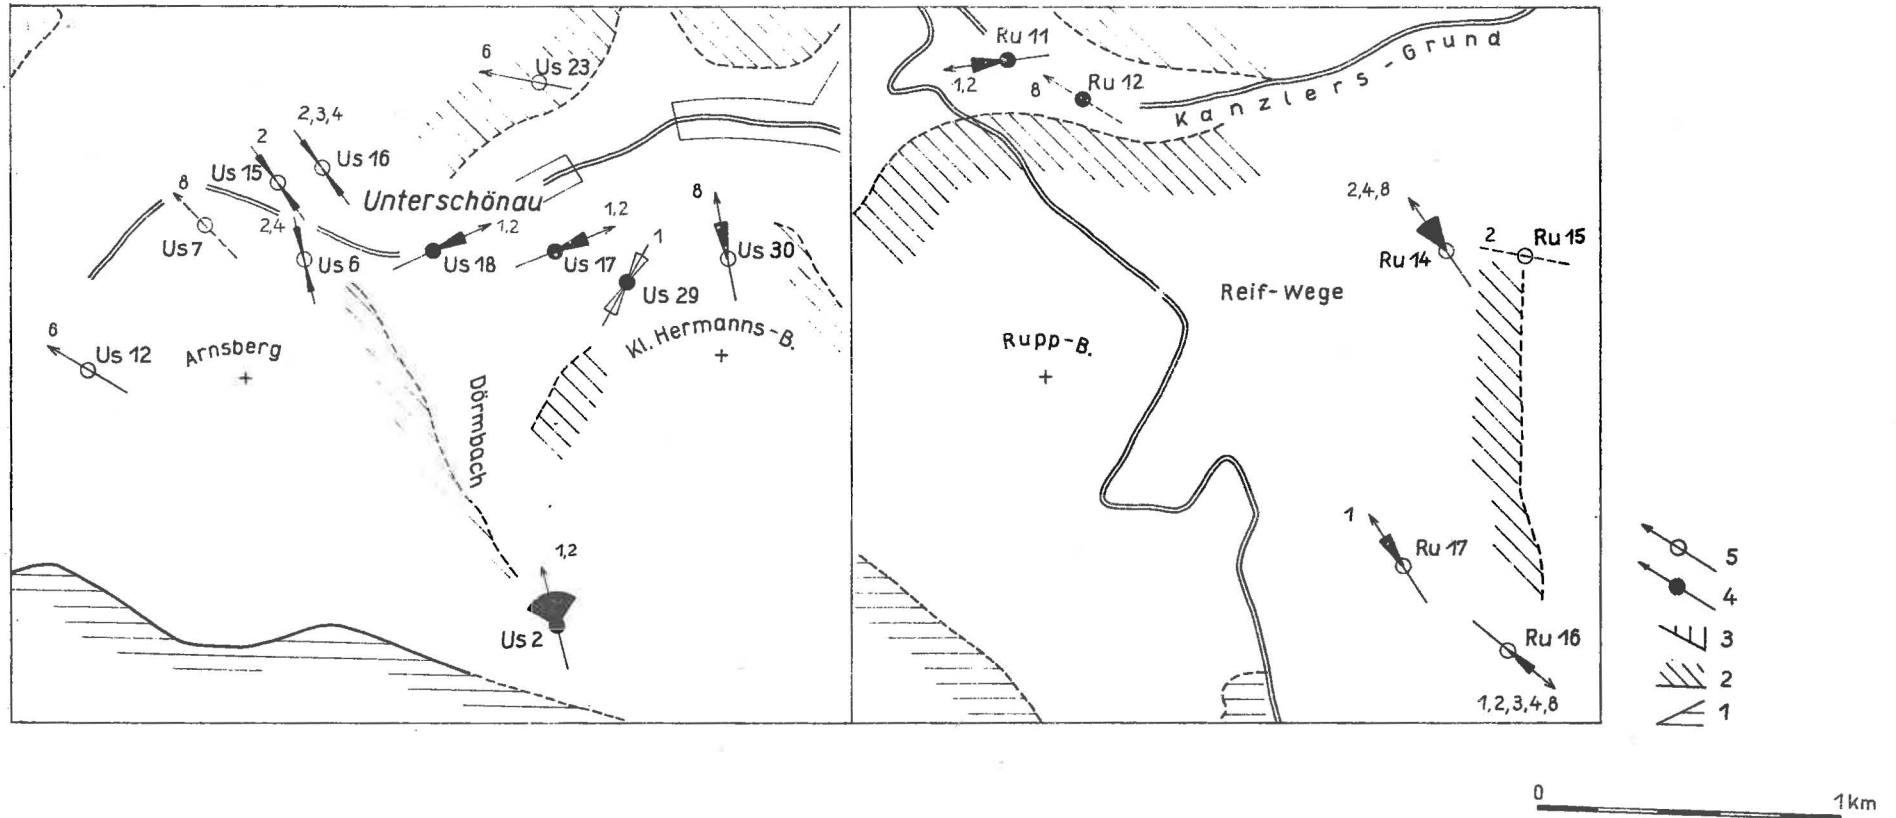 6
Us 23
2,3,4
2
Us 16
Us 15
8
Unterschönau
Us 7
2,4
Us 6
1,2
Us 18
1,2
Us 17
1
Us 29
8
Us 30
6
Us 12
Arnsberg
Kl. Hermanns-B.
Dörmbach
1,2
Us 2
Ru 11
1,2
8
Ru 12
Kanzlers-Grund
2,4,8
Ru 14
2
Ru 15
Reif-Wege
Rupp-B.
1
Ru 17
Ru 16
1,2,3,4,8
5
4
3
2
1
0
1km